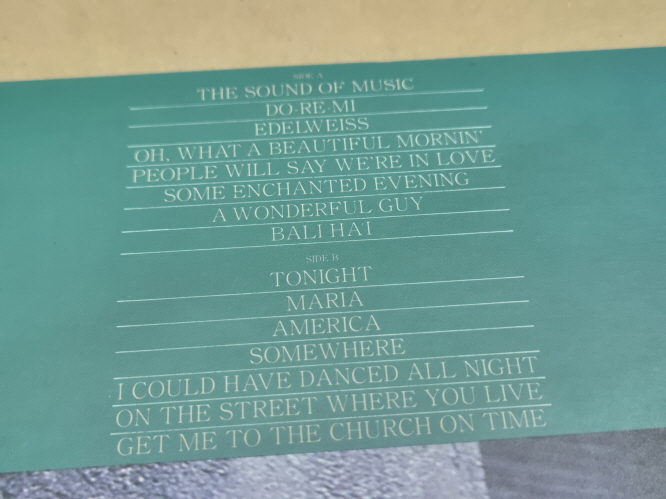 SIDE A
THE SOUND OF MUSIC
DO-RE-MI
EDELWEISS
OH, WHAT A BEAUTIFUL MORNIN'
PEOPLE WILL SAY WE'RE IN LOVE
SOME ENCHANTED EVENING
A WONDERFUL GUY
BALI HAI
SIDE B
TONIGHT
MARIA
AMERICA
SOMEWHERE
I COULD HAVE DANCED ALL NIGHT
ON THE STREET WHERE YOU LIVE
GET ME TO THE CHURCH ON TIME